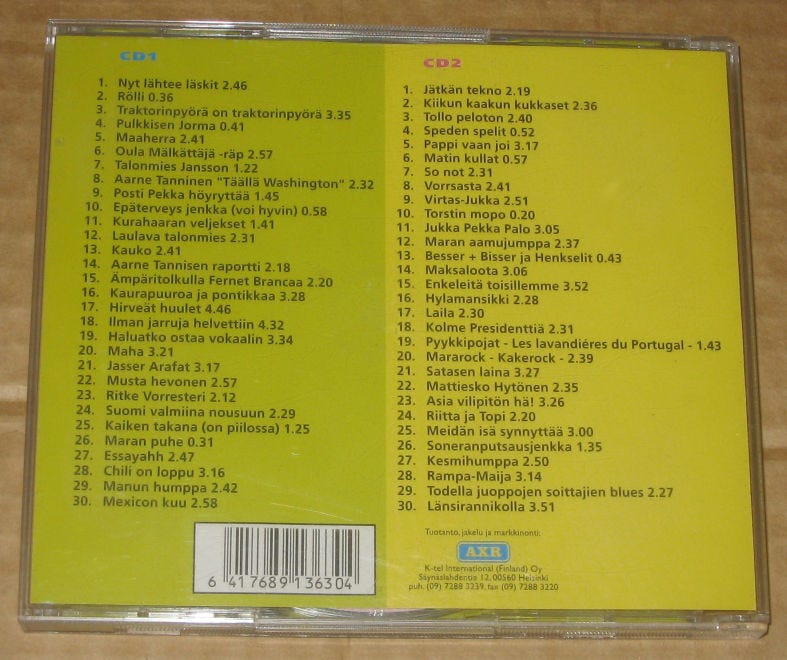 CD1
1. Nyt lähtee läskit 2.46
2. Rölli 0.36
3. Traktorinpyörä on traktorinpyörä 3.35
4. Pulkkisen Jorma 0.41
5. Maaherra 2.41
6. Oula Mälkättäjä -räp 2.57
7. Talonmies Jansson 1.22
8. Aarne Tanninen "Täällä Washington" 2.32
9. Posti Pekka höyryttää 1.45
10. Epäterveys jenkka (voi hyvin) 0.58
11. Kurahaaran veljekset 1.41
12. Laulava talonmies 2.31
13. Kauko 2.41
14. Aarne Tannisen raportti 2.18
15. Ämpäritolkulla Fernet Brancaa 2.20
16. Kaurapuuroa ja pontikkaa 3.28
17. Hirveät huulet 4.46
18. Ilman jarruja helvettiin 4.32
19. Haluatko ostaa vokaalin 3.34
20. Maha 3.21
21. Jasser Arafat 3.17
22. Musta hevonen 2.57
23. Ritke Vorresteri 2.12
24. Suomi valmiina nousuun 2.29
25. Kaiken takana (on piilossa) 1.25
26. Maran puhe 0.31
27. Essayahh 2.47
28. Chili on loppu 3.16
29. Manun humppa 2.42
30. Mexicon kuu 2.58
6 417689 136304
CD2
1. Jätkän tekno 2.19
2. Kiikun kaakun kukkaset 2.36
3. Tollo peloton 2.40
4. Speden spelit 0.52
5. Pappi vaan joi 3.17
6. Matin kullat 0.57
7. So not 2.31
8. Vorrsasta 2.41
9. Virtas-Jukka 2.51
10. Torstin mopo 0.20
11. Jukka Pekka Palo 3.05
12. Maran aamujumppa 2.37
13. Besser + Bisser ja Henkselit 0.43
14. Maksaloota 3.06
15. Enkeleitä toisillemme 3.52
16. Hylamansikki 2.28
17. Laila 2.30
18. Kolme Presidenttiä 2.31
19. Pyykkipojat - Les lavandiéres du Portugal - 1.43
20. Mararock - Kakerock - 2.39
21. Satasen laina 3.27
22. Mattiesko Hytönen 2.35
23. Asia vilipitön hä! 3.26
24. Riitta ja Topi 2.20
25. Meidän isä synnyttää 3.00
26. Soneranputsausjenkka 1.35
27. Kesmihumppa 2.50
28. Rampa-Maija 3.14
29. Todella juoppojen soittajien blues 2.27
30. Länsirannikolla 3.51
Tuotanto, jakelu ja markkinonti:
AXR
K-tel International (Finland) Oy
Säynäslahdentie 12, 00560 Helsinki
puh. (09) 7288 3239, fax (09) 7288 3220